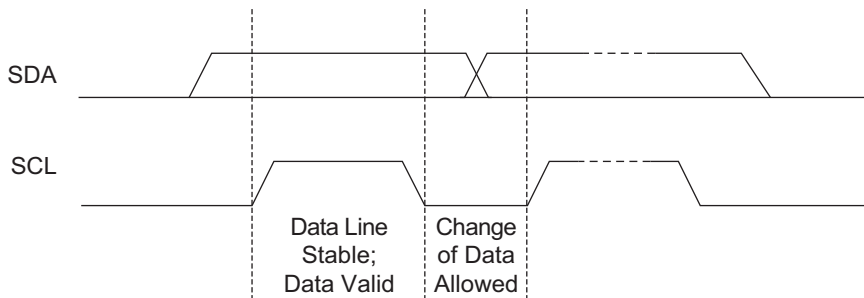 SDA
SCL
Data Line
Stable;
Data Valid
Change
of Data
Allowed